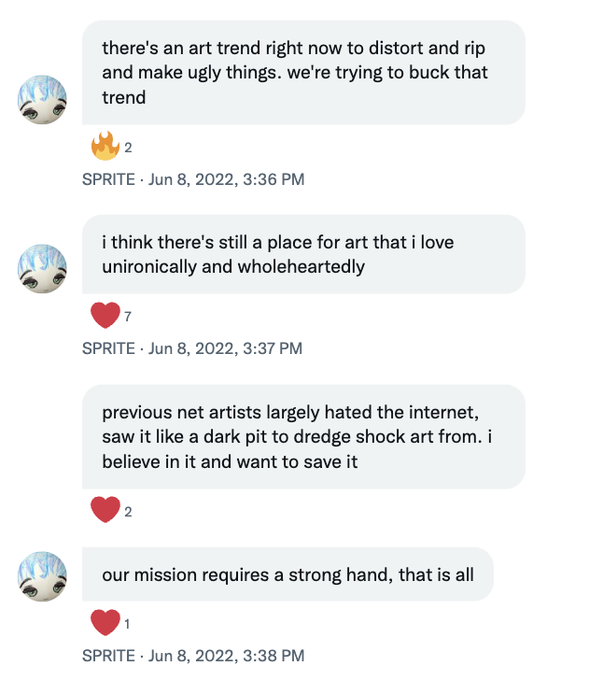 there's an art trend right now to distort and rip
and make ugly things. we're trying to buck that
trend
2
SPRITE · Jun 8, 2022, 3:36 PM
i think there's still a place for art that i love
unironically and wholeheartedly
7
SPRITE · Jun 8, 2022, 3:37 PM
previous net artists largely hated the internet,
saw it like a dark pit to dredge shock art from. i
believe in it and want to save it
2
our mission requires a strong hand, that is all
1
SPRITE · Jun 8, 2022, 3:38 PM